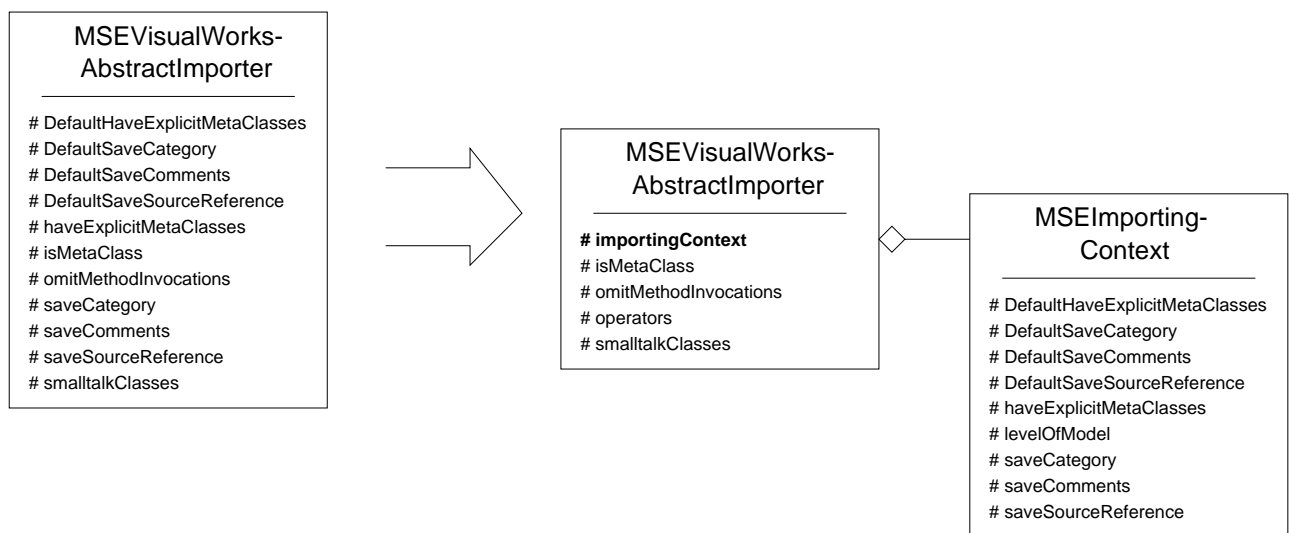 MSEVisualWorks-
AbstractImporter
# DefaultHaveExplicitMetaClasses
# DefaultSaveCategory
# DefaultSaveComments
# DefaultSaveSourceReference
# haveExplicitMetaClasses
# isMetaClass
# omitMethodInvocations
# saveCategory
# saveComments
# saveSourceReference
# smalltalkClasses
MSEVisualWorks-
AbstractImporter
# importingContext
# isMetaClass
# omitMethodInvocations
# operators
# smalltalkClasses
MSEImporting-
Context
# DefaultHaveExplicitMetaClasses
# DefaultSaveCategory
# DefaultSaveComments
# DefaultSaveSourceReference
# haveExplicitMetaClasses
# levelOfModel
# saveCategory
# saveComments
# saveSourceReference